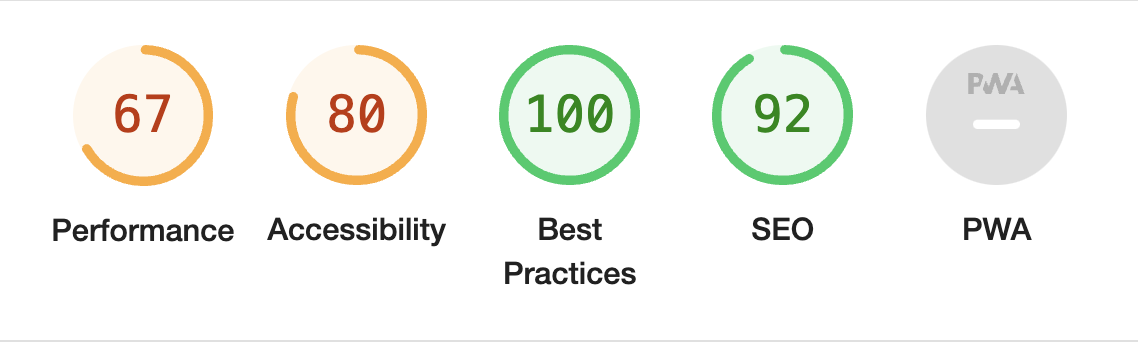 67
80
100
92
PWA
Performance
Accessibility
Best
Practices
SEO
PWA